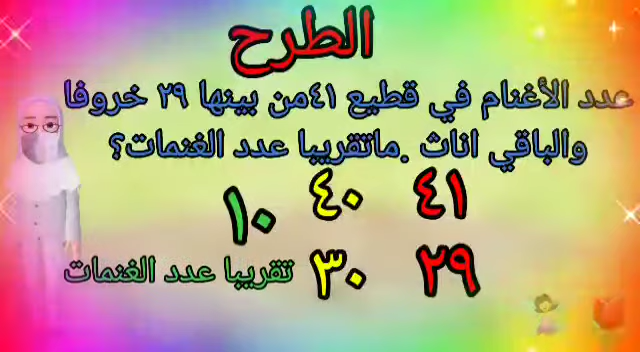 الطرح
عدد الأغنام في قطيع ٤١من بينها ٢٩ خروفا
والباقي اناث .ماتقريبا عدد الغنمات؟
٤١ ٤٠ ١٠
٢٩ ٣٠ تقريبا عدد الغنمات